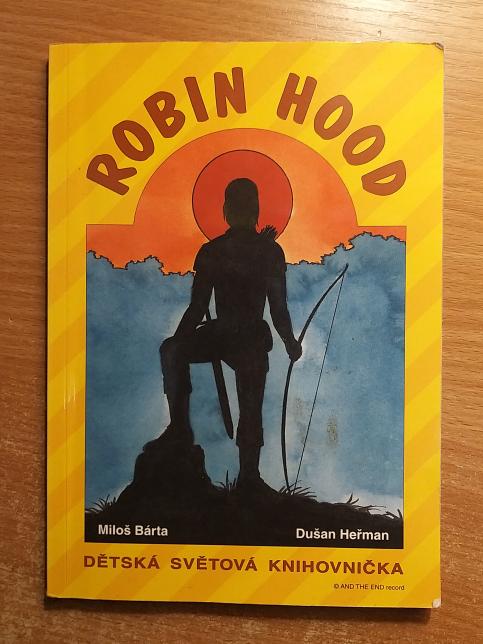 ROBIN HOOD
Miloš Bárta
Dušan Heřman
DĚTSKÁ SVĚTOVÁ KNIHOVNIČKA
© AND THE END record